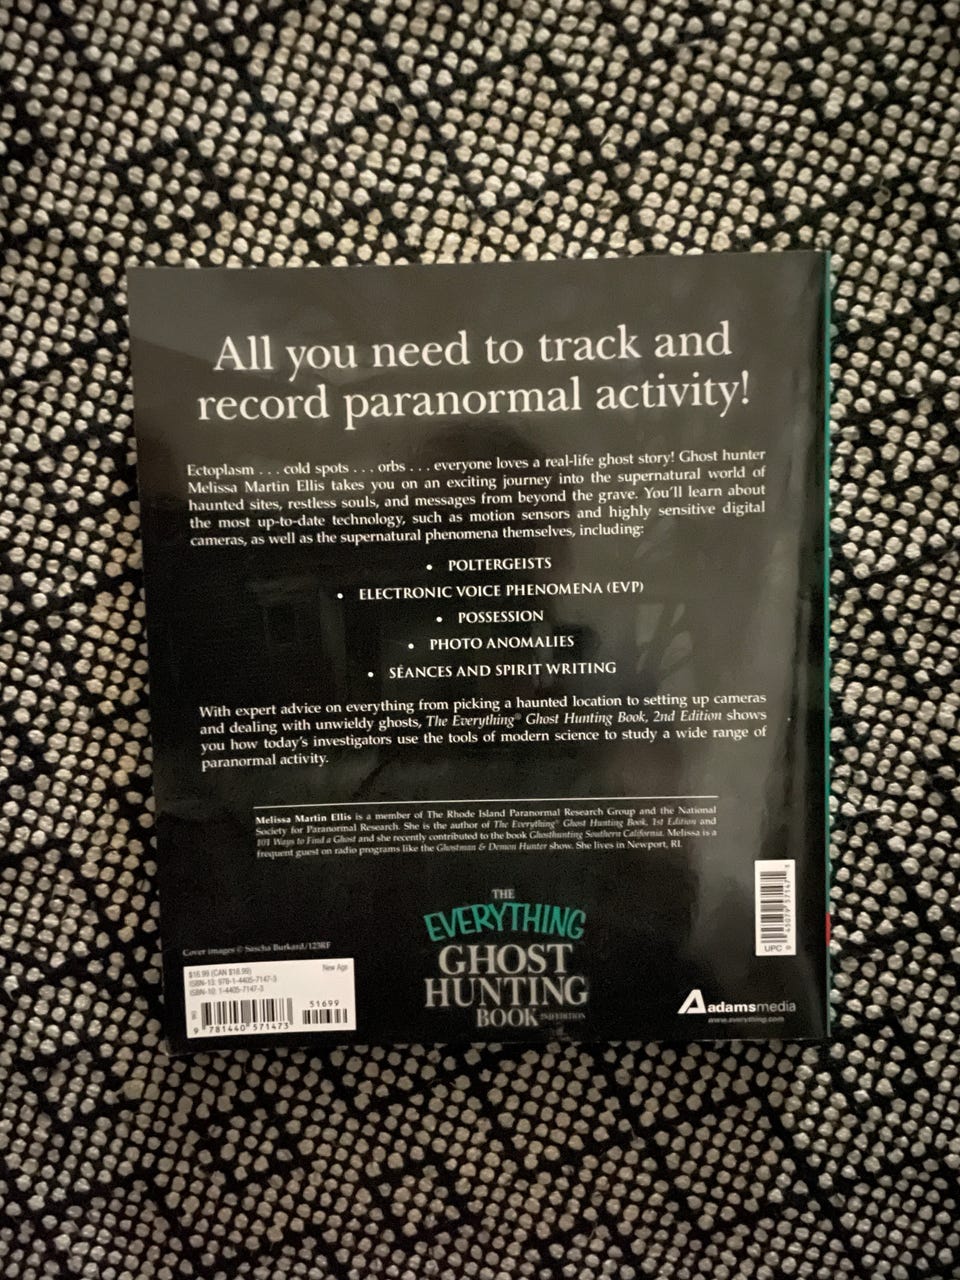 All you need to track and
record paranormal activity!
Ectoplasm . . . cold spots . . . orbs . . . everyone loves a real-life ghost story! Ghost hunter
Melissa Martin Ellis takes you on an exciting journey into the supernatural world of
haunted sites, restless souls, and messages from beyond the grave. You'll learn about
the most up-to-date technology, such as motion sensors and highly sensitive digital
cameras, as well as the supernatural phenomena themselves, including:
• POLTERGEISTS
• ELECTRONIC VOICE PHENOMENA (EVP)
• POSSESSION
• PHOTO ANOMALIES
• SÉANCES AND SPIRIT WRITING
With expert advice on everything from picking a haunted location to setting up cameras
and dealing with unwieldy ghosts, The Everything® Ghost Hunting Book, 2nd Edition shows
you how today's investigators use the tools of modern science to study a wide range of
paranormal activity.
Melissa Martin Ellis is a member of The Rhode Island Paranormal Research Group and the National
Society for Paranormal Research. She is the author of The Everything® Ghost Hunting Book, 1st Edition and
101 Ways to Find a Ghost and she recently contributed to the book Ghosthunting Southern California. Melissa is a
frequent guest on radio programs like the Ghostman & Demon Hunter show. She lives in Newport, RI.
THE
EVERYTHING
GHOST
HUNTING
BOOK 2ND EDITION
Cover images © Sascha Burkard/123RF
$16.99 (CAN $18.99) New Age
ISBN-13: 978-1-4405-7147-3
ISBN-10: 1-4405-7147-3
51699
9 781440 571473
UPC
adamsmedia
www.everything.com